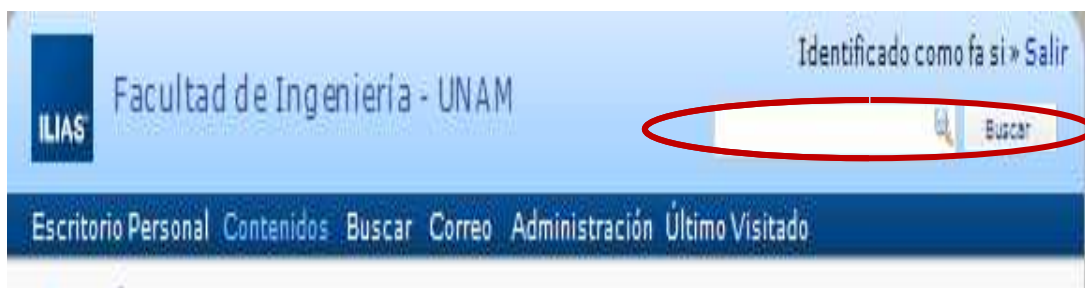 Identificado como fa si » Salir
ILIAS
Facultad de Ingeniería - UNAM
Buscar
Escritorio Personal Contenidos Buscar Correo Administración Último Visitado